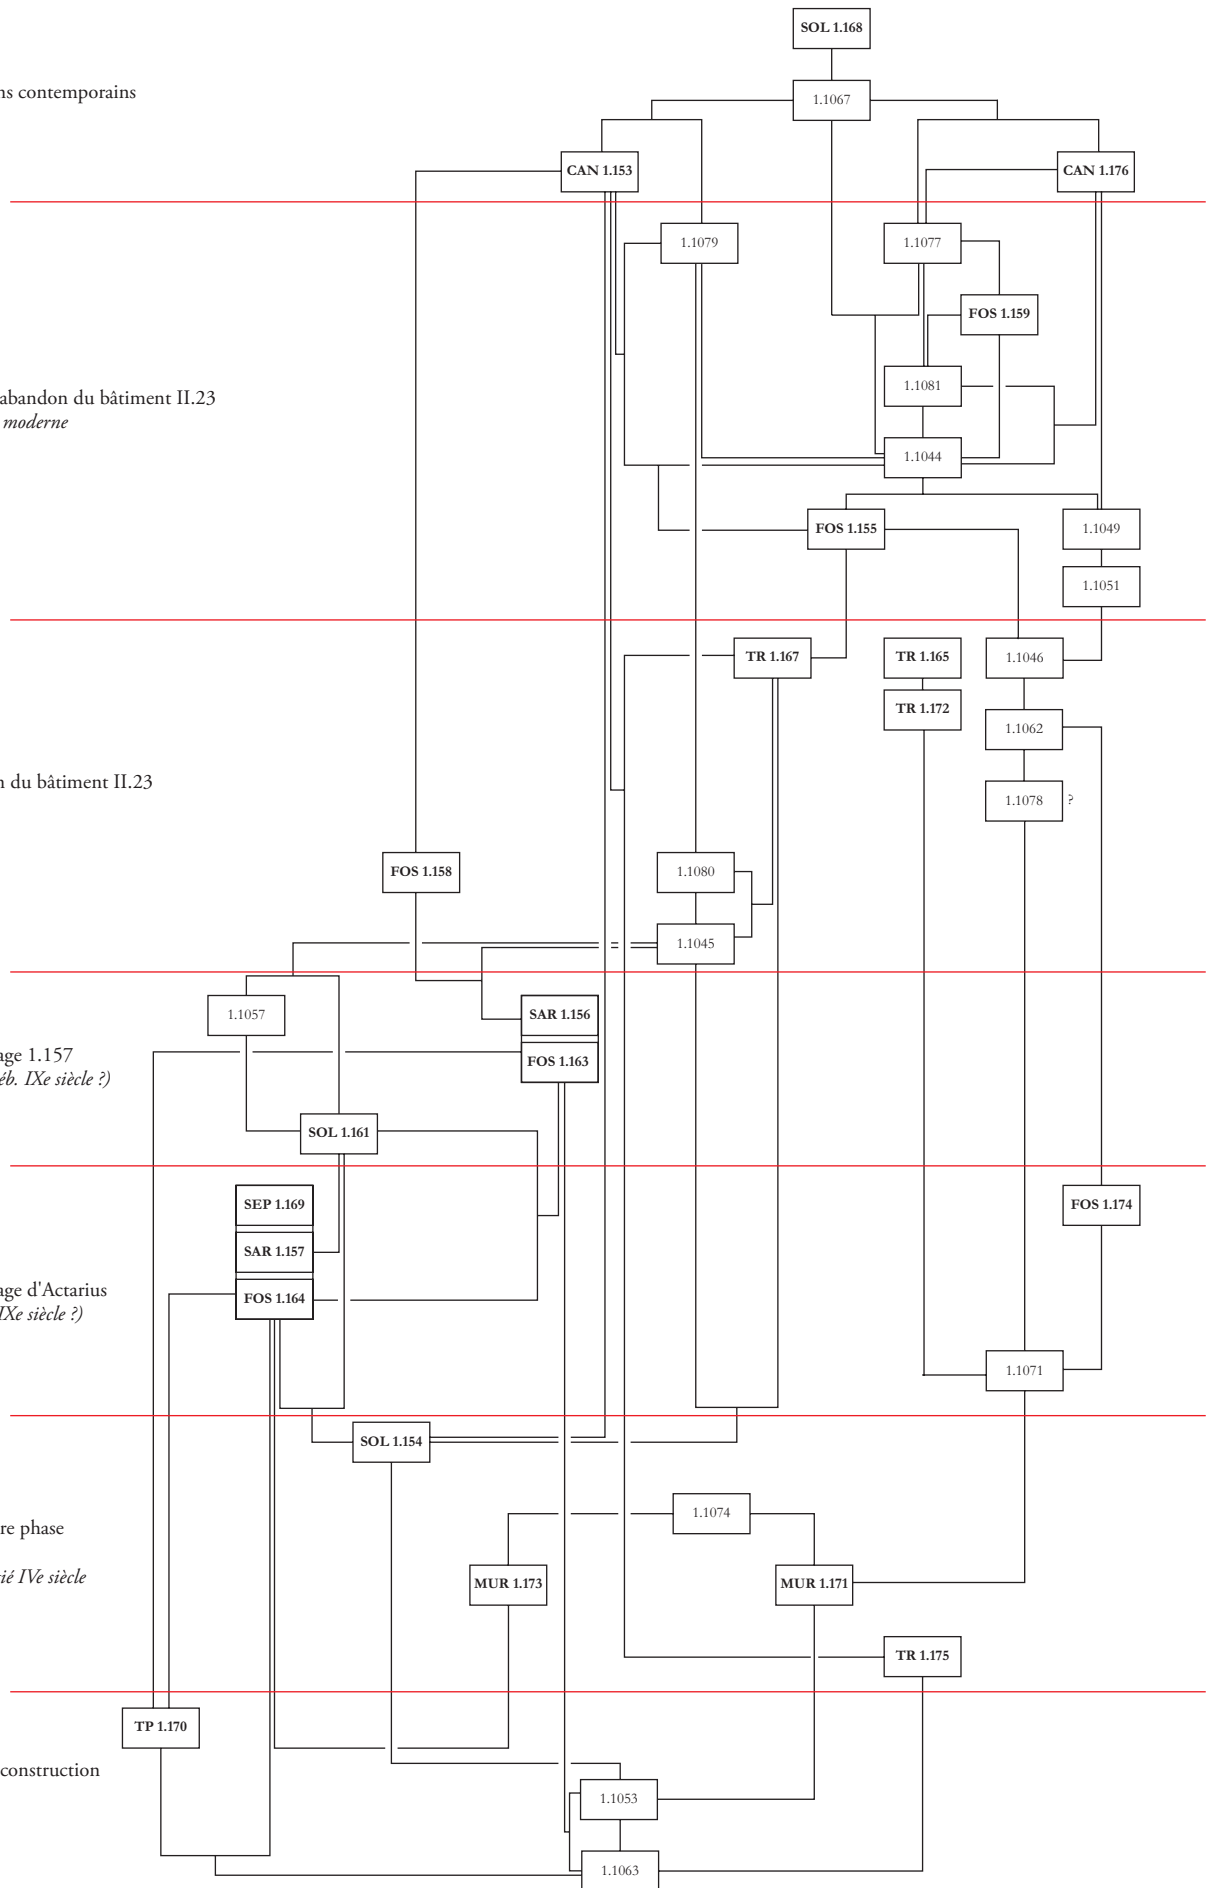 SOL 1.168
ns contemporains
1.1067
CAN 1.153
CAN 1.176
1.1079
1.1077
FOS 1.159
1.1081
abandon du bâtiment II.23
moderne
1.1044
FOS 1.155
1.1049
1.1051
TR 1.167
TR 1.165
1.1046
TR 1.172
1.1062
n du bâtiment II.23
1.1078 ?
FOS 1.158
1.1080
1.1045
1.1057
SAR 1.156
age 1.157
FOS 1.163
éb. IXe siècle ?)
SOL 1.161
SEP 1.169
FOS 1.174
SAR 1.157
age d'Actarius
FOS 1.164
IXe siècle ?)
1.1071
SOL 1.154
1.1074
re phase
ié IVe siècle
MUR 1.173
MUR 1.171
TR 1.175
TP 1.170
construction
1.1053
1.1063